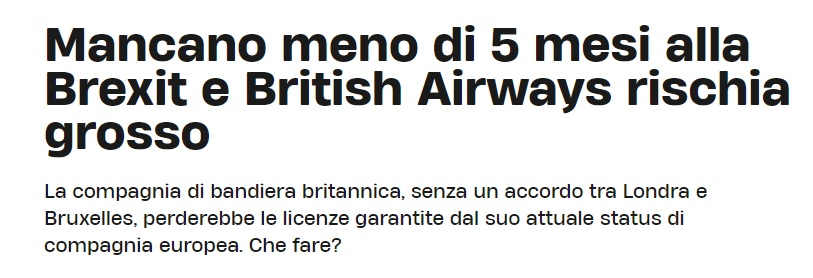 Mancano meno di 5 mesi alla
Brexit e British Airways rischia
grosso
La compagnia di bandiera britannica, senza un accordo tra Londra e
Bruxelles, perderebbe le licenze garantite dal suo attuale status di
compagnia europea. Che fare?